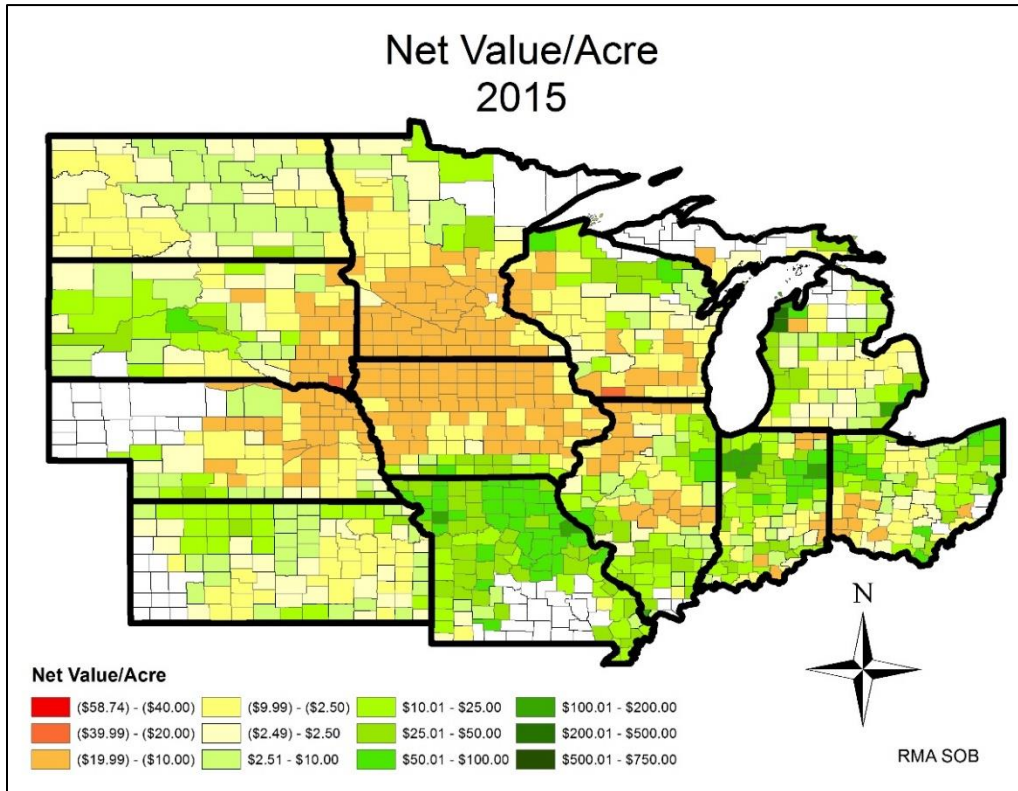 Net Value/Acre
2015
N
Net Value/Acre
($58.74) - ($40.00) ($9.99) - ($2.50) $10.01 - $25.00 $100.01 - $200.00
($39.99) - ($20.00) ($2.49) - $2.50 $25.01 - $50.00 $200.01 - $500.00
($19.99) - ($10.00) $2.51 - $10.00 $50.01 - $100.00 $500.01 - $750.00
RMA SOB